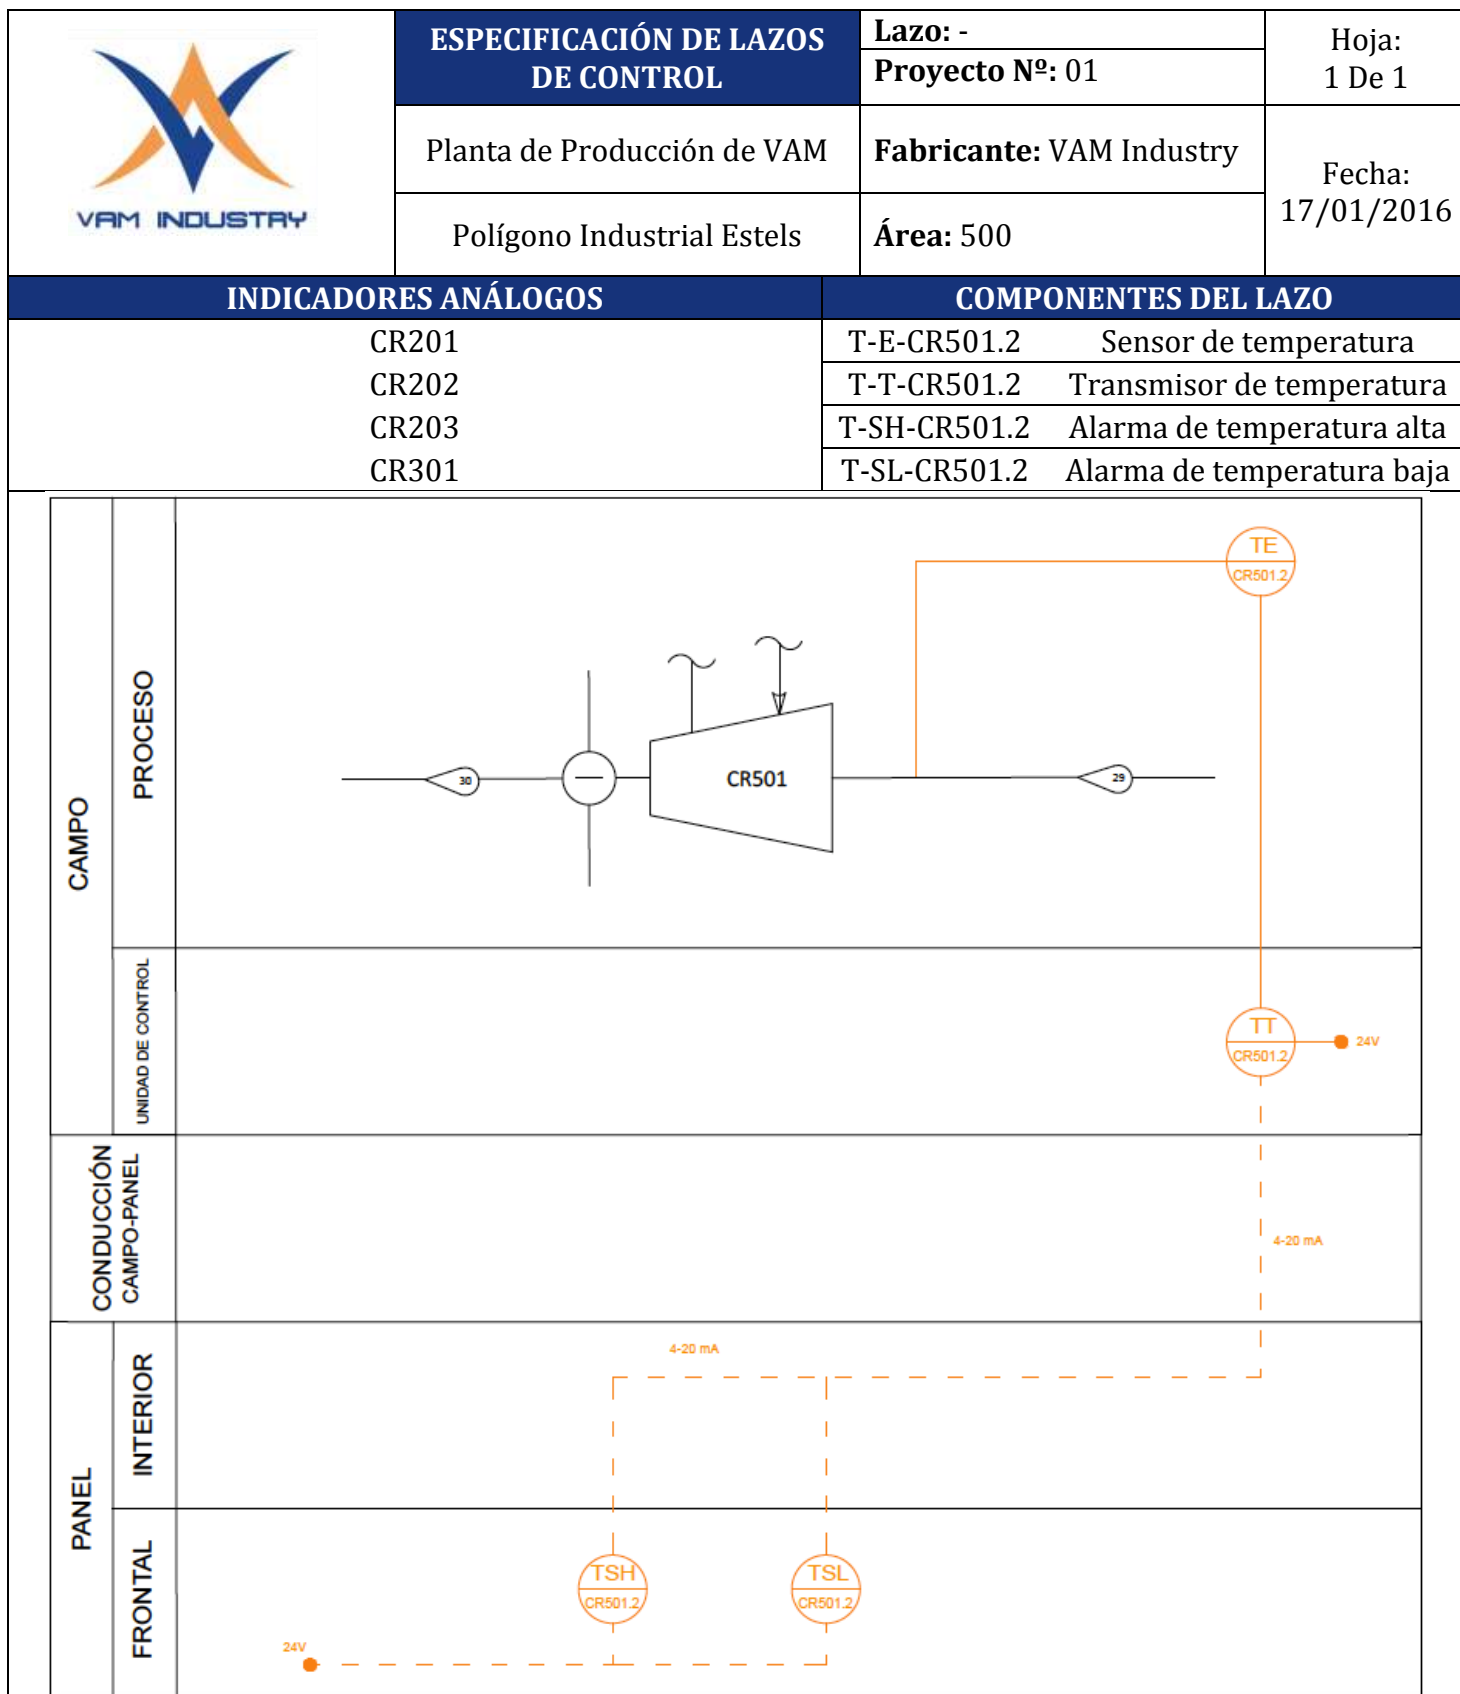 VAM INDUSTRY
ESPECIFICACIÓN DE LAZOS
DE CONTROL
Lazo: -
Proyecto Nº: 01
Hoja:
1 De 1
Planta de Producción de VAM
Fabricante: VAM Industry
Fecha:
17/01/2016
Polígono Industrial Estels
Área: 500
INDICADORES ANÁLOGOS
COMPONENTES DEL LAZO
CR201
T-E-CR501.2 Sensor de temperatura
CR202
T-T-CR501.2 Transmisor de temperatura
CR203
T-SH-CR501.2 Alarma de temperatura alta
CR301
T-SL-CR501.2 Alarma de temperatura baja
CAMPO
PROCESO
TE
CR501.2
30
CR501
29
UNIDAD DE CONTROL
TT
CR501.2
24V
CONDUCCIÓN
CAMPO-PANEL
4-20 mA
PANEL
INTERIOR
4-20 mA
FRONTAL
TSH
CR501.2
TSL
CR501.2
24V